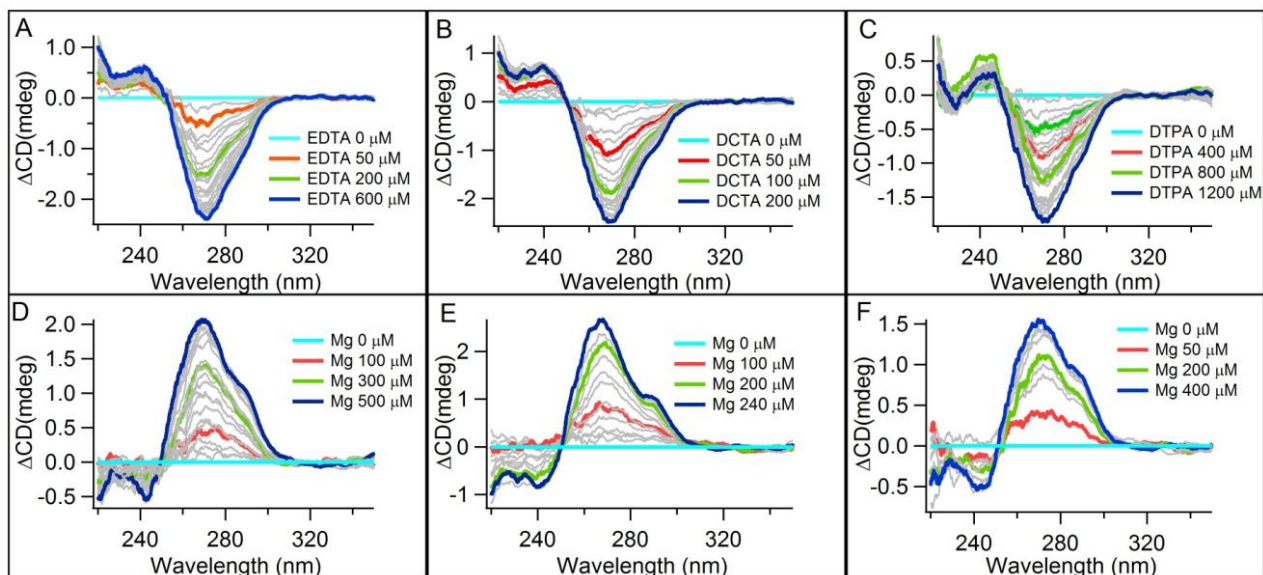 A
ΔCD(mdeg)
1.0
0.0
-1.0
-2.0
EDTA 0 μM
EDTA 50 μM
EDTA 200 μM
EDTA 600 μM
240 280 320
Wavelength (nm)
B
ΔCD(mdeg)
1
0
-1
-2
DCTA 0 μM
DCTA 50 μM
DCTA 100 μM
DCTA 200 μM
240 280 320
Wavelength (nm)
C
ΔCD(mdeg)
0.5
0.0
-0.5
-1.0
-1.5
DTPA 0 μM
DTPA 400 μM
DTPA 800 μM
DTPA 1200 μM
240 280 320
Wavelength (nm)
D
ΔCD(mdeg)
2.0
1.5
1.0
0.5
0.0
-0.5
Mg 0 μM
Mg 100 μM
Mg 300 μM
Mg 500 μM
240 280 320
Wavelength (nm)
E
ΔCD(mdeg)
2
1
0
-1
Mg 0 μM
Mg 100 μM
Mg 200 μM
Mg 240 μM
240 280 320
Wavelength (nm)
F
ΔCD(mdeg)
1.5
1.0
0.5
0.0
-0.5
Mg 0 μM
Mg 50 μM
Mg 200 μM
Mg 400 μM
240 280 320
Wavelength (nm)